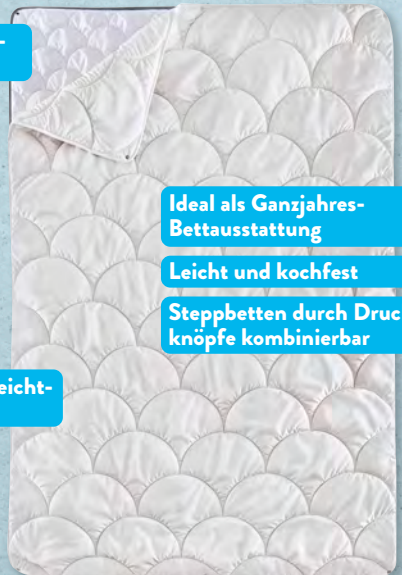 Ideal als Ganzjahres-
Bettausstattung
Leicht und kochfest
Steppbetten durch Druc
knöpfe kombinierbar
eicht-